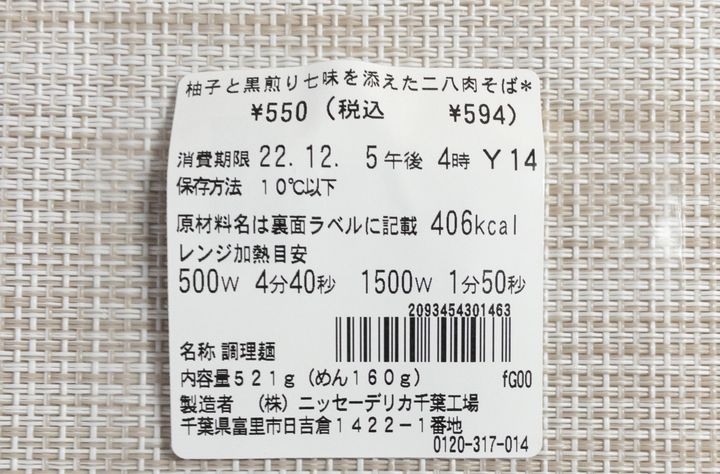 柚子と黒煎り七味を添えた二八肉そば*
¥550（税込 ¥594）
消費期限 22.12. 5午後 4時 Y14
保存方法 10℃以下
原材料名は裏面ラベルに記載 406kcal
レンジ加熱目安
500W 4分40秒 1500W 1分50秒
2093454301463
名称 調理麺
内容量521g（めん160g） fG00
製造者 （株）ニッセーデリカ千葉工場
千葉県富里市日吉倉1422－1番地
0120-317-014